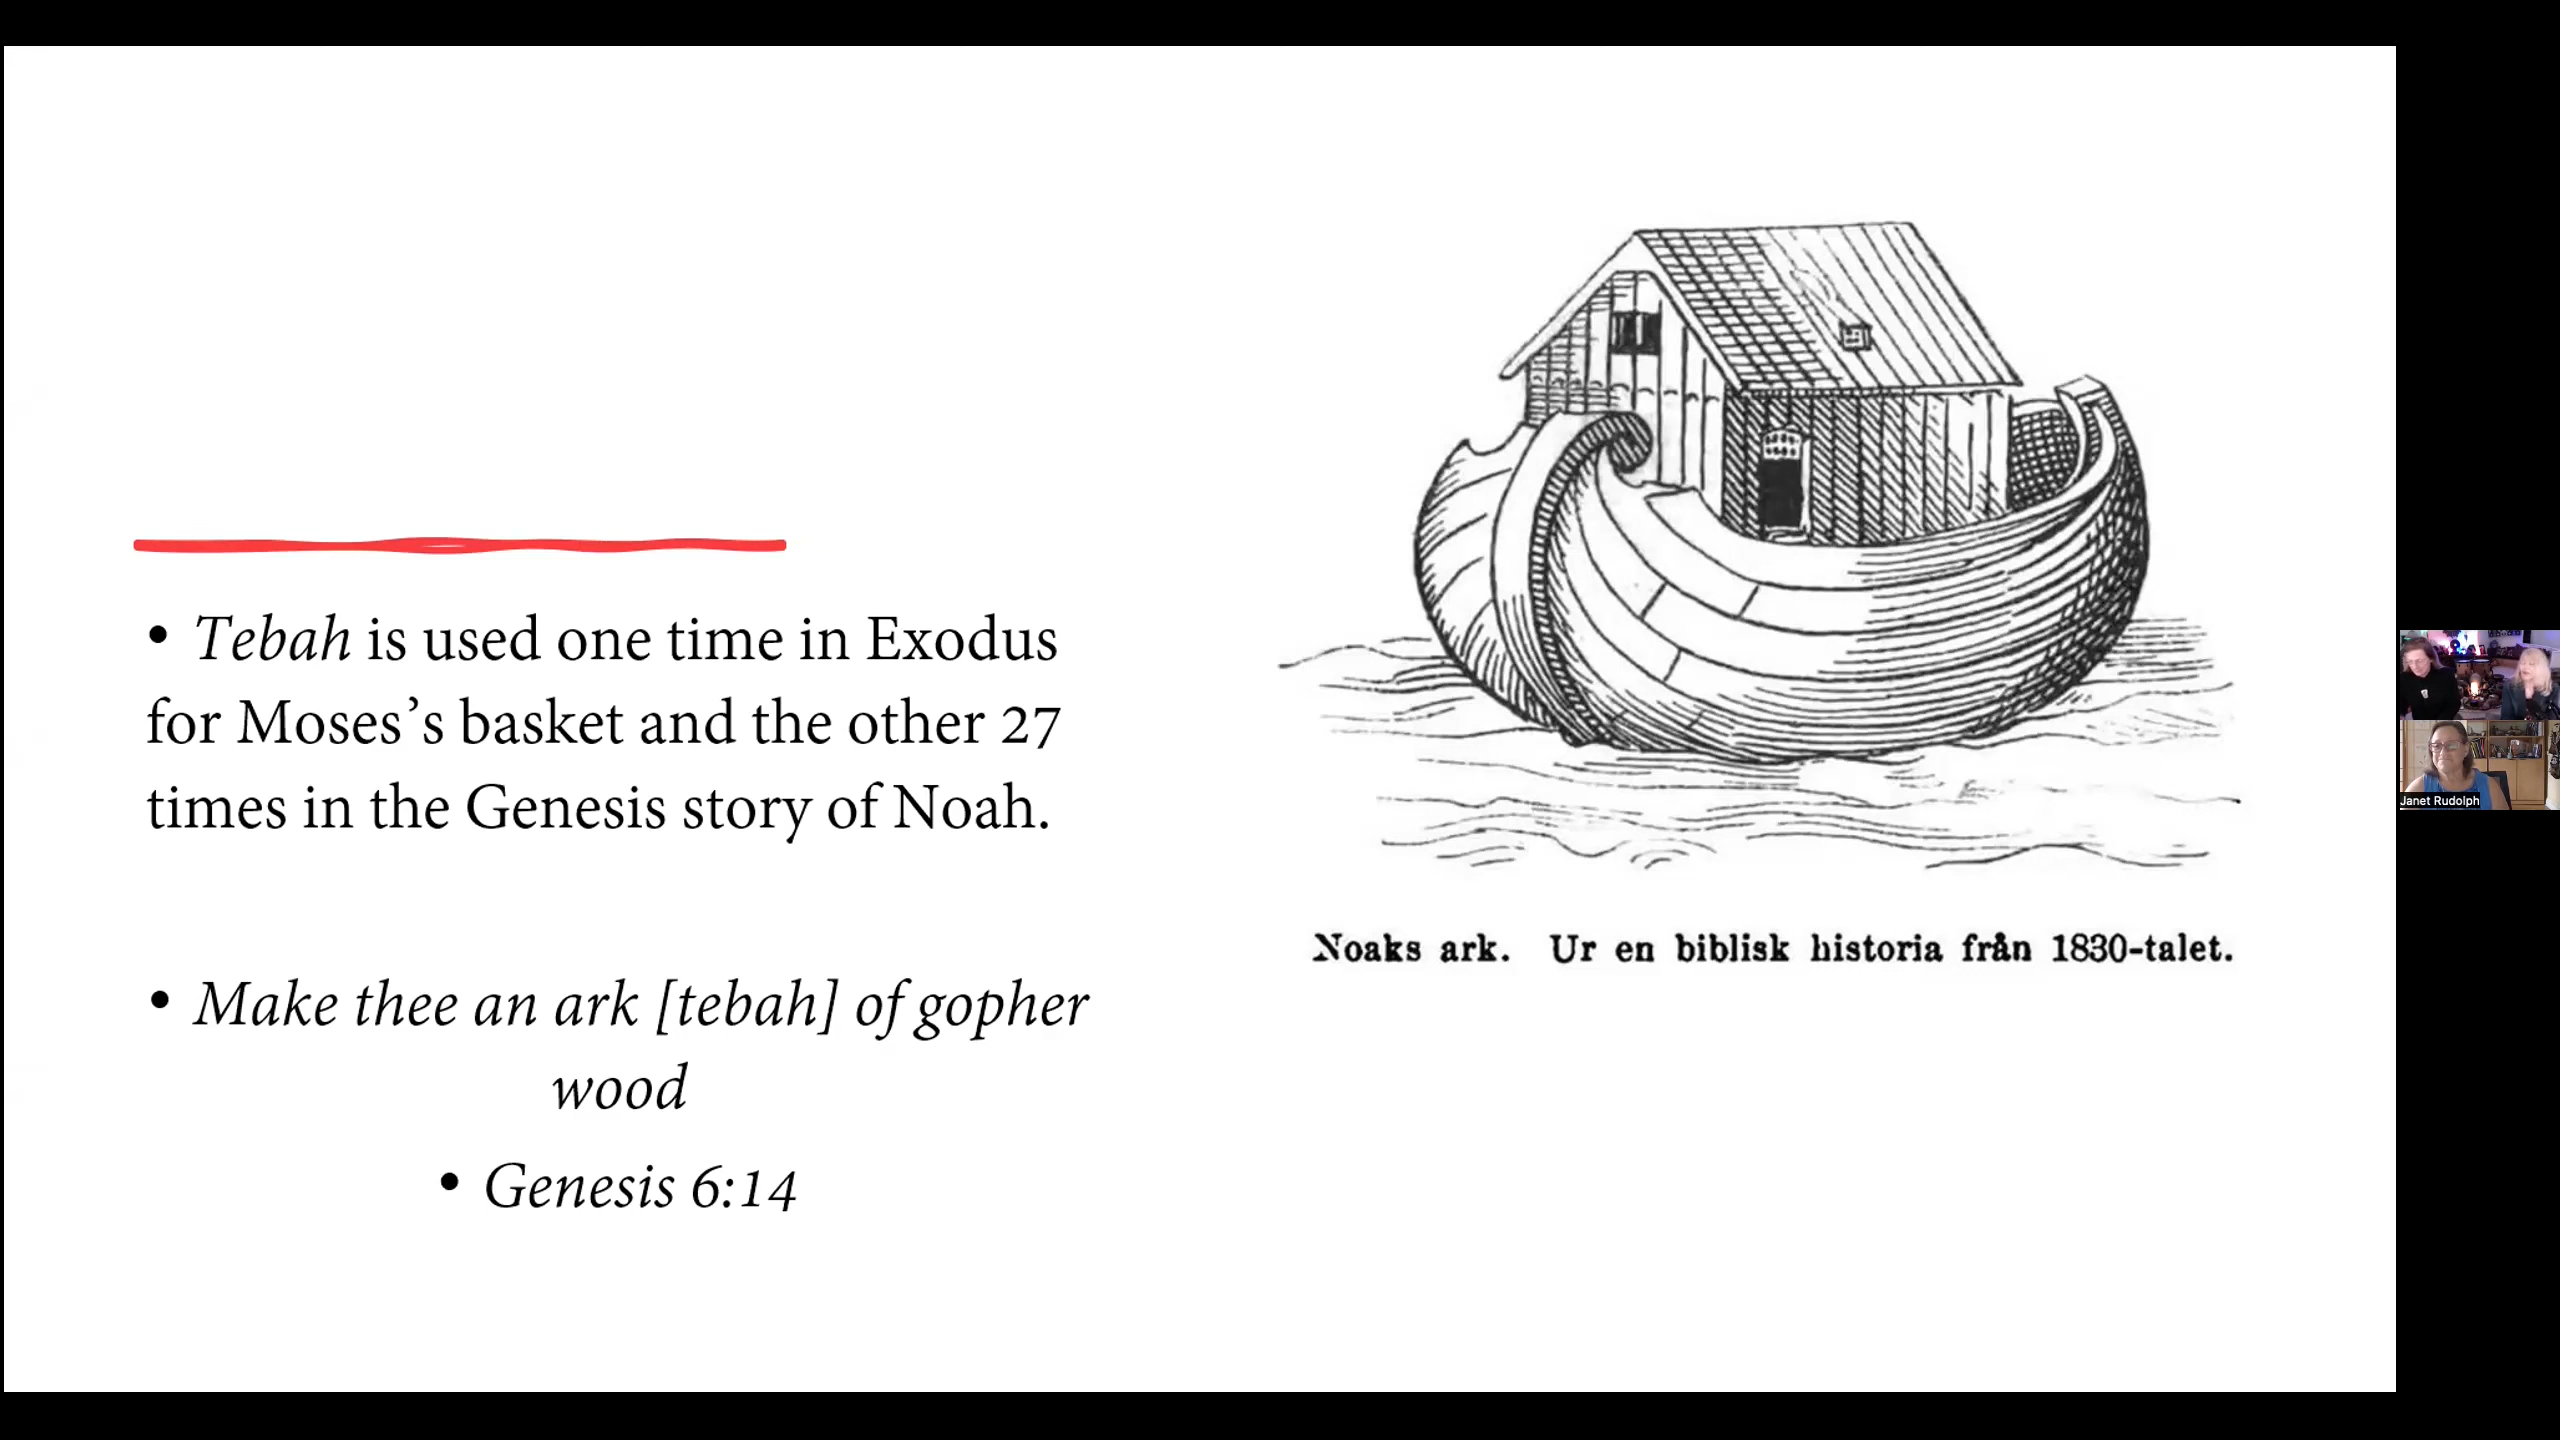 • Tebah is used one time in Exodus
for Moses’s basket and the other 27
times in the Genesis story of Noah.
• Make thee an ark [tebah] of gopher
wood
• Genesis 6:14
Noaks ark. Ur en biblisk historia från 1830-talet.
Janet Rudolph